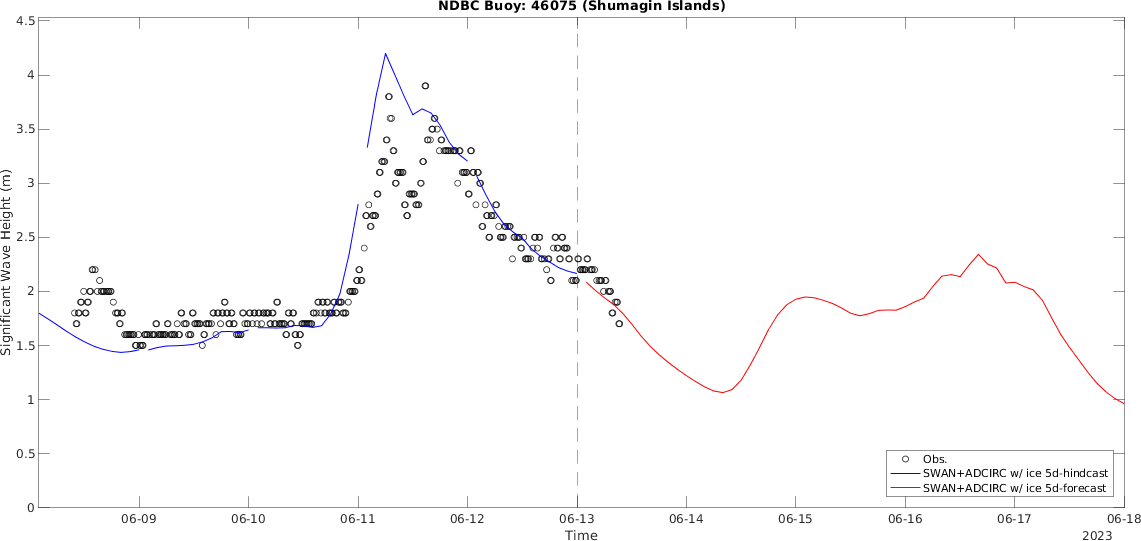 NDBC Buoy: 46075 (Shumagin Islands)
4.5
4
3.5
3
2.5
2
1.5
1
0.5
0
Significant Wave Height (m)
Obs.
SWAN+ADCIRC w/ ice 5d-hindcast
SWAN+ADCIRC w/ ice 5d-forecast
06-09 06-10 06-11 06-12 06-13 06-14 06-15 06-16 06-17 06-18
Time
2023